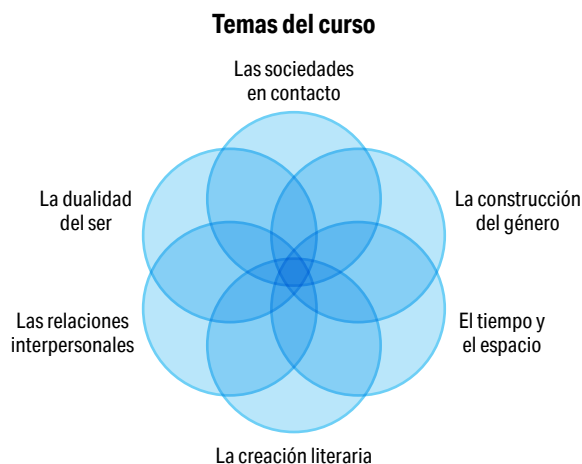 Temas del curso
Las sociedades
en contacto
La dualidad
del ser
La construcción
del género
Las relaciones
interpersonales
El tiempo y
el espacio
La creación literaria